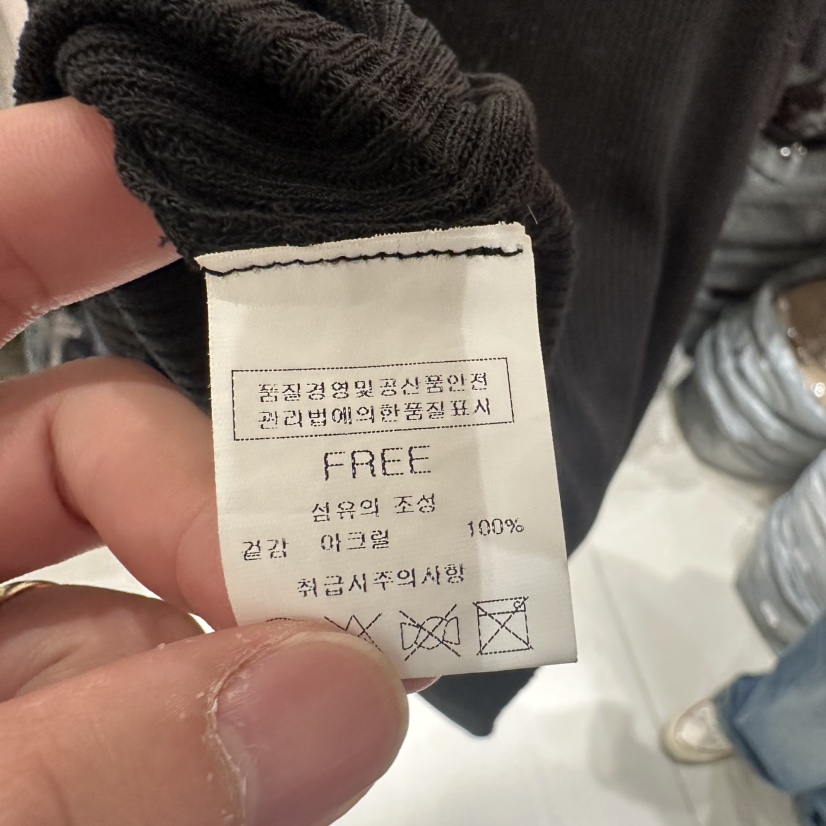 품질경영및공산품안전
관리법에의한품질표시
FREE
섬유의 조성
겉감 아크릴 100%
취급시주의사항